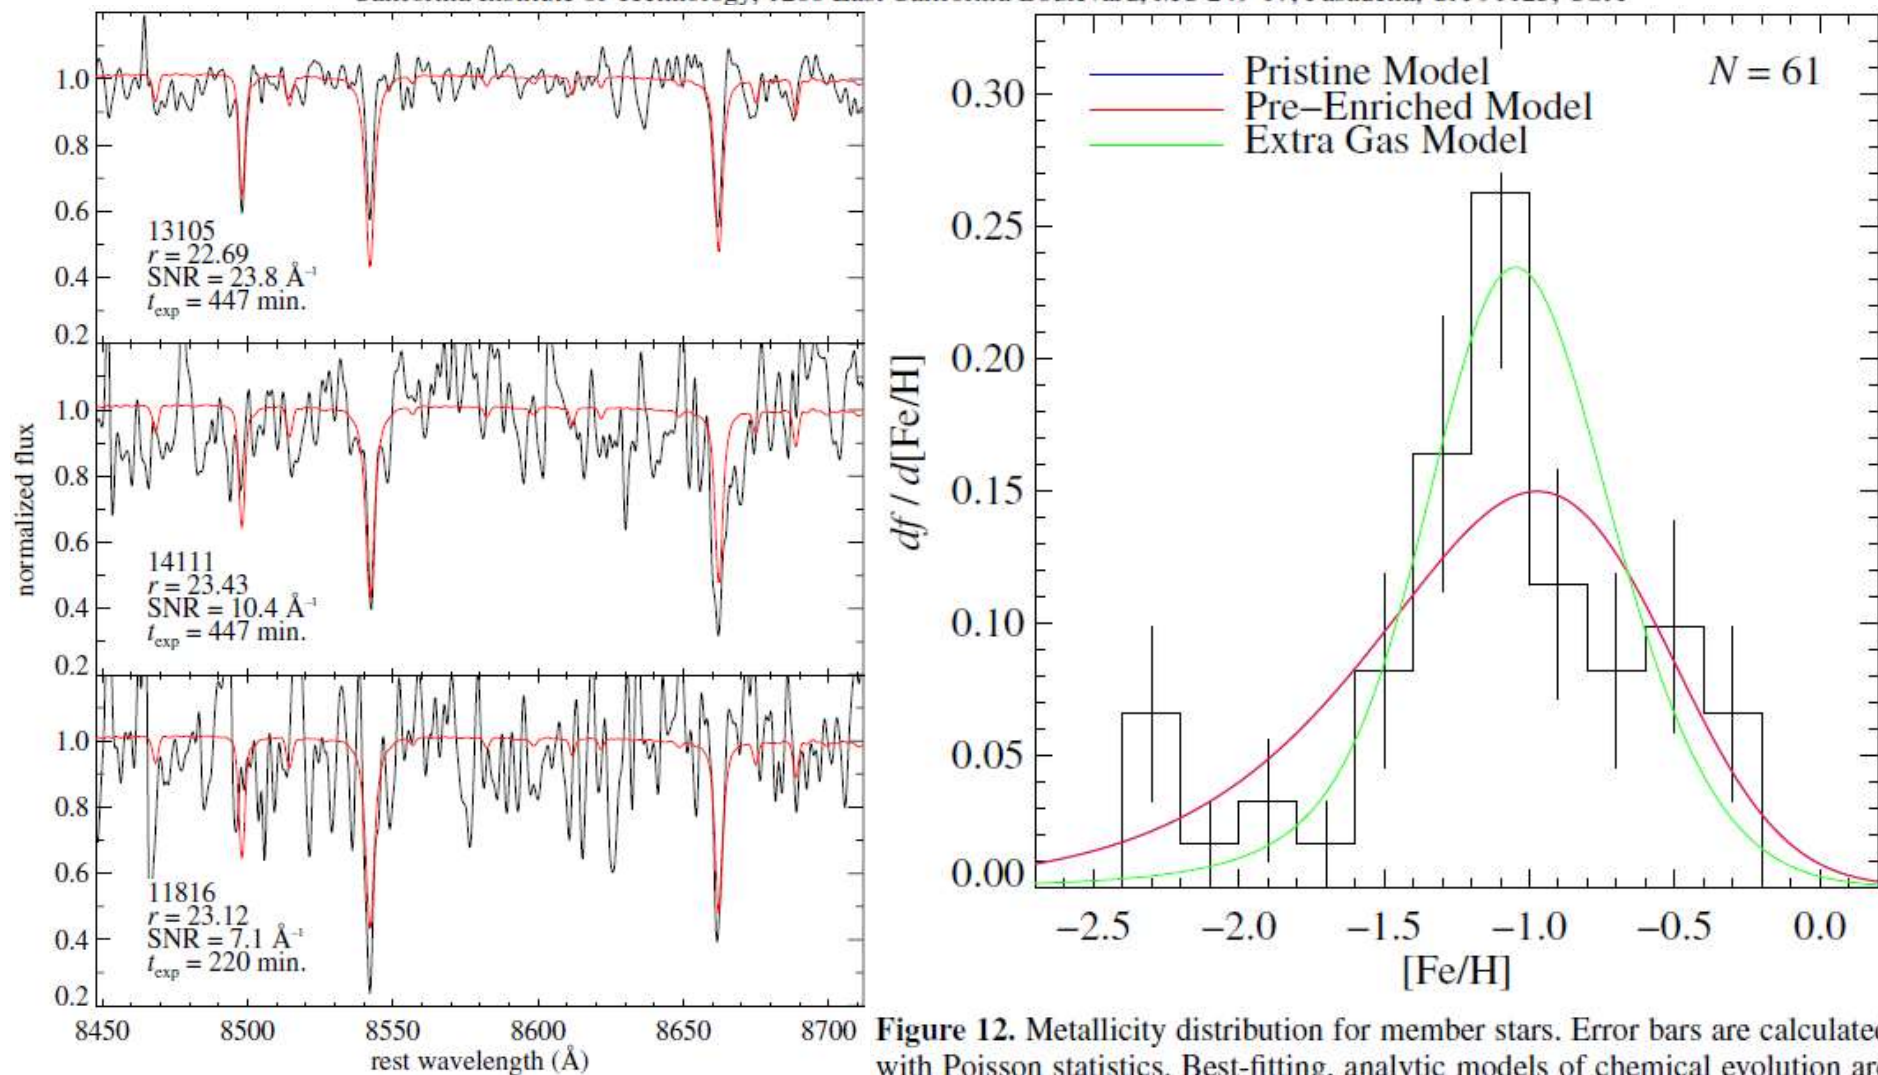 1.0
0.8
0.6
0.4
0.2
13105
r = 22.69
SNR = 23.8 Å⁻¹
t_exp = 447 min.
1.0
0.8
0.6
0.4
0.2
14111
r = 23.43
SNR = 10.4 Å⁻¹
t_exp = 447 min.
1.0
0.8
0.6
0.4
0.2
11816
r = 23.12
SNR = 7.1 Å⁻¹
t_exp = 220 min.
normalized flux
8450 8500 8550 8600 8650 8700
rest wavelength (Å)
Pristine Model
Pre–Enriched Model
Extra Gas Model
N = 61
0.30
0.25
0.20
0.15
0.10
0.05
0.00
df / d[Fe/H]
−2.5 −2.0 −1.5 −1.0 −0.5 0.0
[Fe/H]
Figure 12. Metallicity distribution for member stars. Error bars are calculated
with Poisson statistics. Best-fitting, analytic models of chemical evolution are